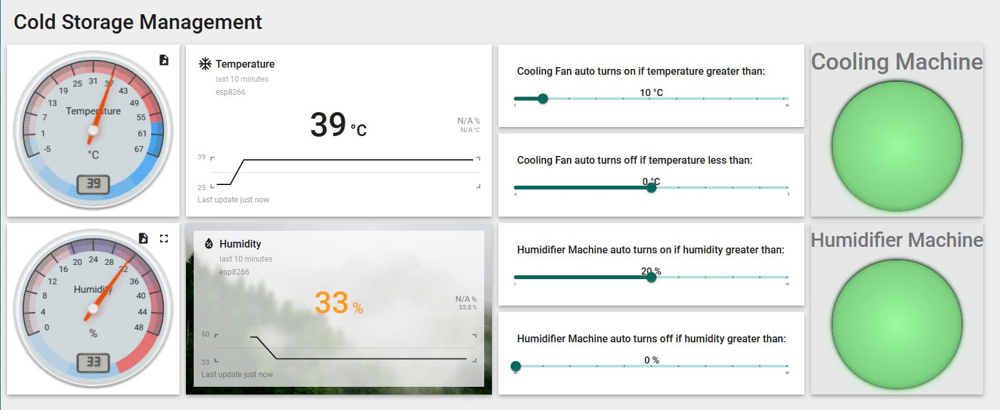 Cold Storage Management
-5
1
7
13
19
25
31
37
43
49
55
61
67
Temperature
°C
39
Temperature
last 10 minutes
esp8266
39 °C
N/A %
N/A °C
39
25
Last update just now
Cooling Fan auto turns on if temperature greater than:
10 °C
Cooling Fan auto turns off if temperature less than:
0 °C
Cooling Machine
0
4
8
12
16
20
24
28
32
36
40
44
48
Humidity
%
33
Humidity
last 10 minutes
esp8266
33 %
N/A %
35.8 %
50
33
Last update just now
Humidifier Machine auto turns on if humidity greater than:
20 %
Humidifier Machine auto turns off if humidity greater than:
0 %
Humidifier Machine